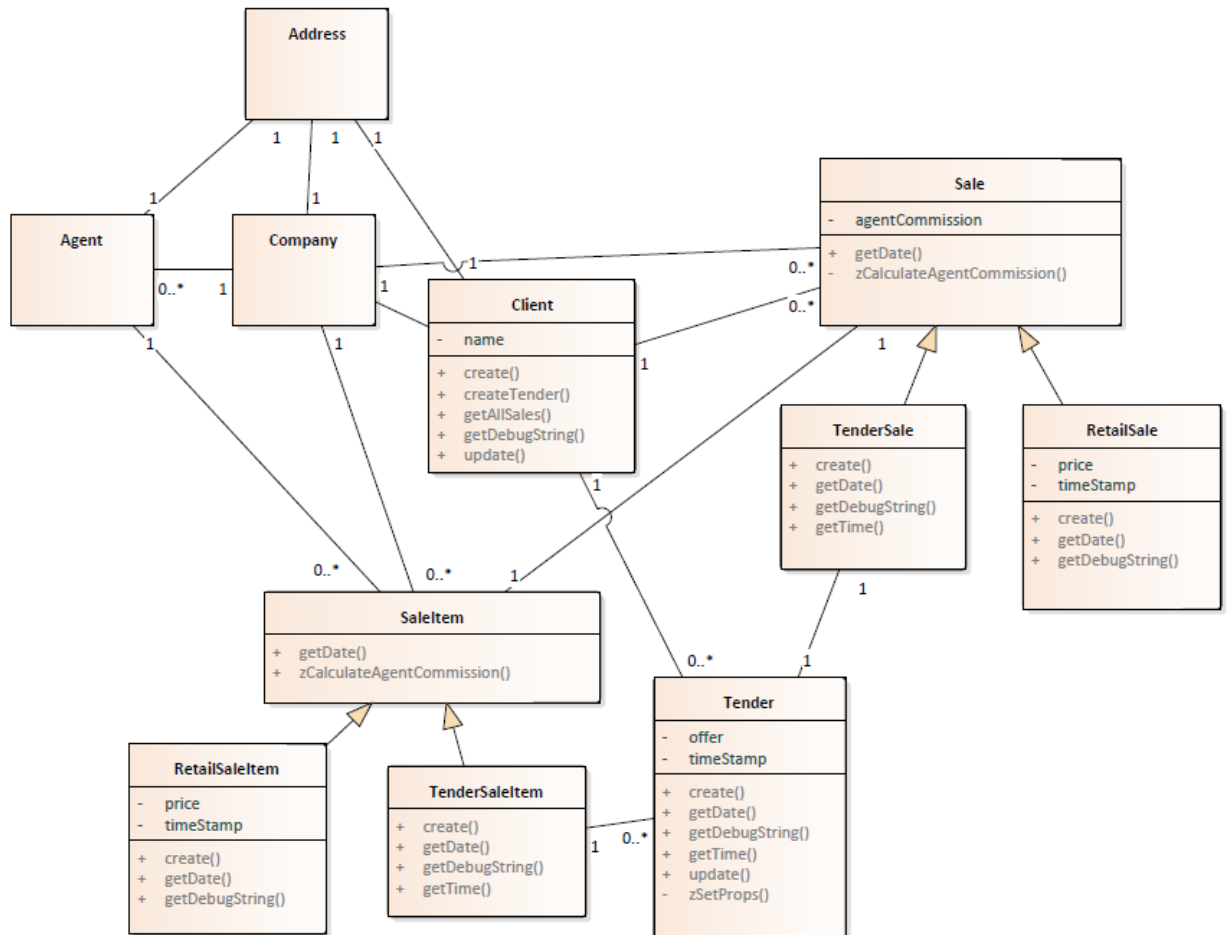 Address
1
1
1
1
1
Agent
Company
0..*
1
1
1
1
1
Client
- name
+ create()
+ createTender()
+ getAllSales()
+ getDebugString()
+ update()
Sale
- agentCommission
+ getDate()
- zCalculateAgentCommission()
0..*
0..*
1
1
TenderSale
+ create()
+ getDate()
+ getDebugString()
+ getTime()
RetailSale
- price
- timeStamp
+ create()
+ getDate()
+ getDebugString()
1
0..*
0..*
1
1
SaleItem
+ getDate()
+ zCalculateAgentCommission()
0..*
1
Tender
- offer
- timeStamp
+ create()
+ getDate()
+ getDebugString()
+ getTime()
+ update()
- zSetProps()
RetailSaleItem
- price
- timeStamp
+ create()
+ getDate()
+ getDebugString()
TenderSaleItem
+ create()
+ getDate()
+ getDebugString()
+ getTime()
1
0..*